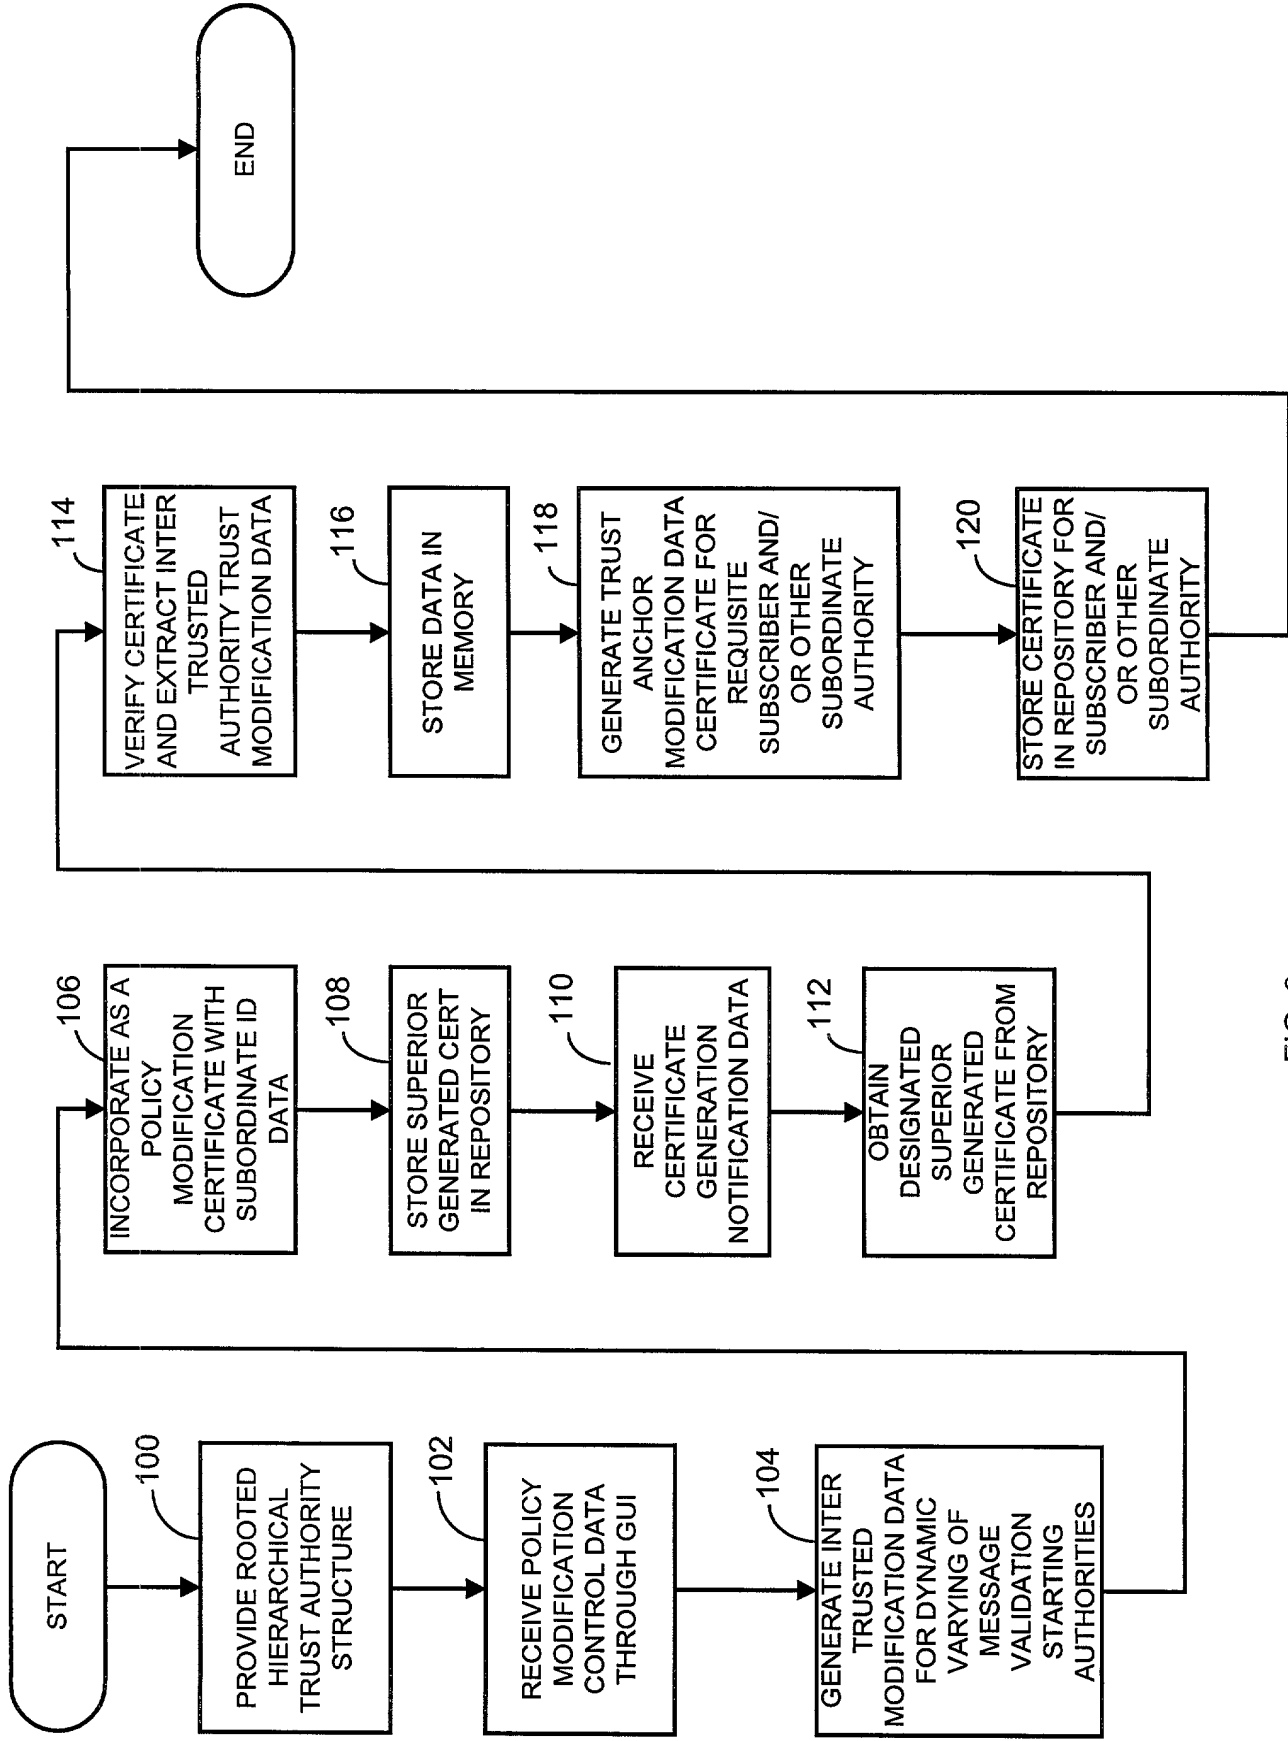 START
100
PROVIDE ROOTED
HIERARCHICAL
TRUST AUTHORITY
STRUCTURE
102
RECEIVE POLICY
MODIFICATION
CONTROL DATA
THROUGH GUI
104
GENERATE INTER
TRUSTED
MODIFICATION DATA
FOR DYNAMIC
VARYING OF
MESSAGE
VALIDATION
STARTING
AUTHORITIES
106
INCORPORATE AS A
POLICY
MODIFICATION
CERTIFICATE WITH
SUBORDINATE ID
DATA
108
STORE SUPERIOR
GENERATED CERT
IN REPOSITORY
110
RECEIVE
CERTIFICATE
GENERATION
NOTIFICATION DATA
112
OBTAIN
DESIGNATED
SUPERIOR
GENERATED
CERTIFICATE FROM
REPOSITORY
114
VERIFY CERTIFICATE
AND EXTRACT INTER
TRUSTED
AUTHORITY TRUST
MODIFICATION DATA
116
STORE DATA IN
MEMORY
118
GENERATE TRUST
ANCHOR
MODIFICATION DATA
CERTIFICATE FOR
REQUISITE
SUBSCRIBER AND/
OR OTHER
SUBORDINATE
AUTHORITY
120
STORE CERTIFICATE
IN REPOSITORY FOR
SUBSCRIBER AND/
OR OTHER
SUBORDINATE
AUTHORITY
END